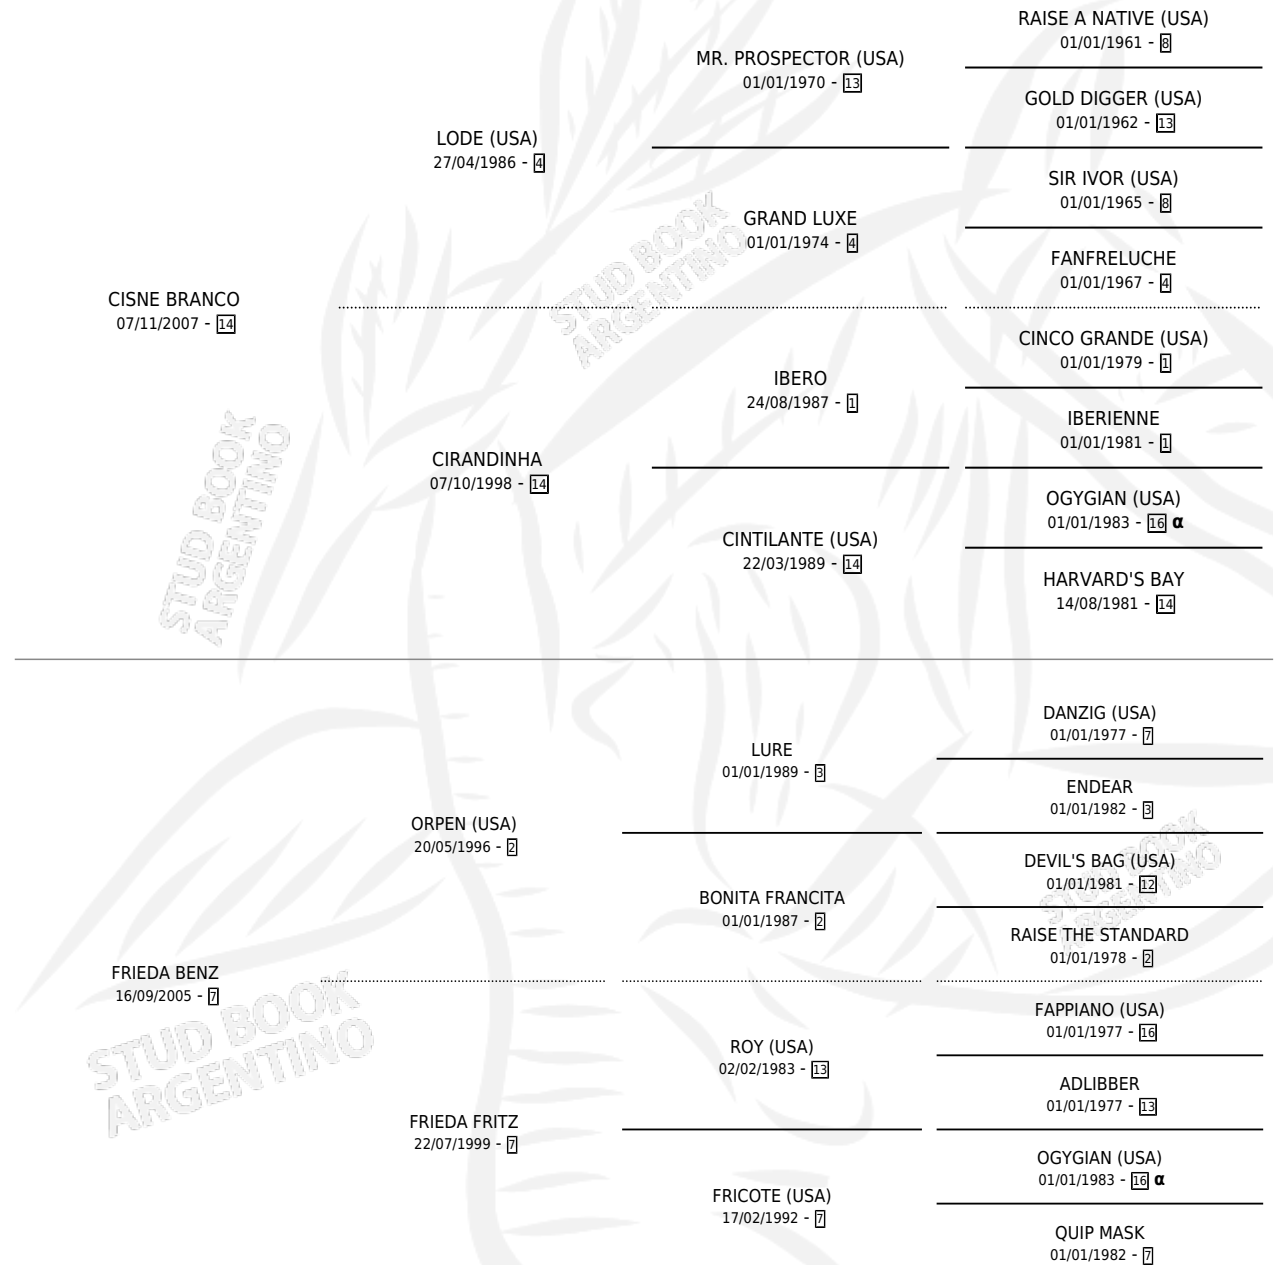 RAISE A NATIVE (USA)
01/01/1961 - 8
MR. PROSPECTOR (USA)
01/01/1970 - 13
GOLD DIGGER (USA)
01/01/1962 - 13
LODE (USA)
27/04/1986 - 4
SIR IVOR (USA)
01/01/1965 - 8
GRAND LUXE
01/01/1974 - 4
FANFRELUCHE
01/01/1967 - 4
CISNE BRANCO
07/11/2007 - 14
CINCO GRANDE (USA)
01/01/1979 - 1
IBERO
24/08/1987 - 1
IBERIENNE
01/01/1981 - 1
CIRANDINHA
07/10/1998 - 14
OGYGIAN (USA)
01/01/1983 - 16 α
CINTILANTE (USA)
22/03/1989 - 14
HARVARD'S BAY
14/08/1981 - 14
STUD BOOK
ARGENTINO
STUD BOOK
ARGENTINO
DANZIG (USA)
01/01/1977 - 7
LURE
01/01/1989 - 3
ENDEAR
01/01/1982 - 3
ORPEN (USA)
20/05/1996 - 2
DEVIL'S BAG (USA)
01/01/1981 - 12
BONITA FRANCITA
01/01/1987 - 2
RAISE THE STANDARD
01/01/1978 - 2
FRIEDA BENZ
16/09/2005 - 7
FAPPIANO (USA)
01/01/1977 - 16
ROY (USA)
02/02/1983 - 13
ADLIBBER
01/01/1977 - 13
FRIEDA FRITZ
22/07/1999 - 7
OGYGIAN (USA)
01/01/1983 - 16 α
FRICOTE (USA)
17/02/1992 - 7
QUIP MASK
01/01/1982 - 7
STUD BOOK
ARGENTINO
STUD BOOK
ARGENTINO